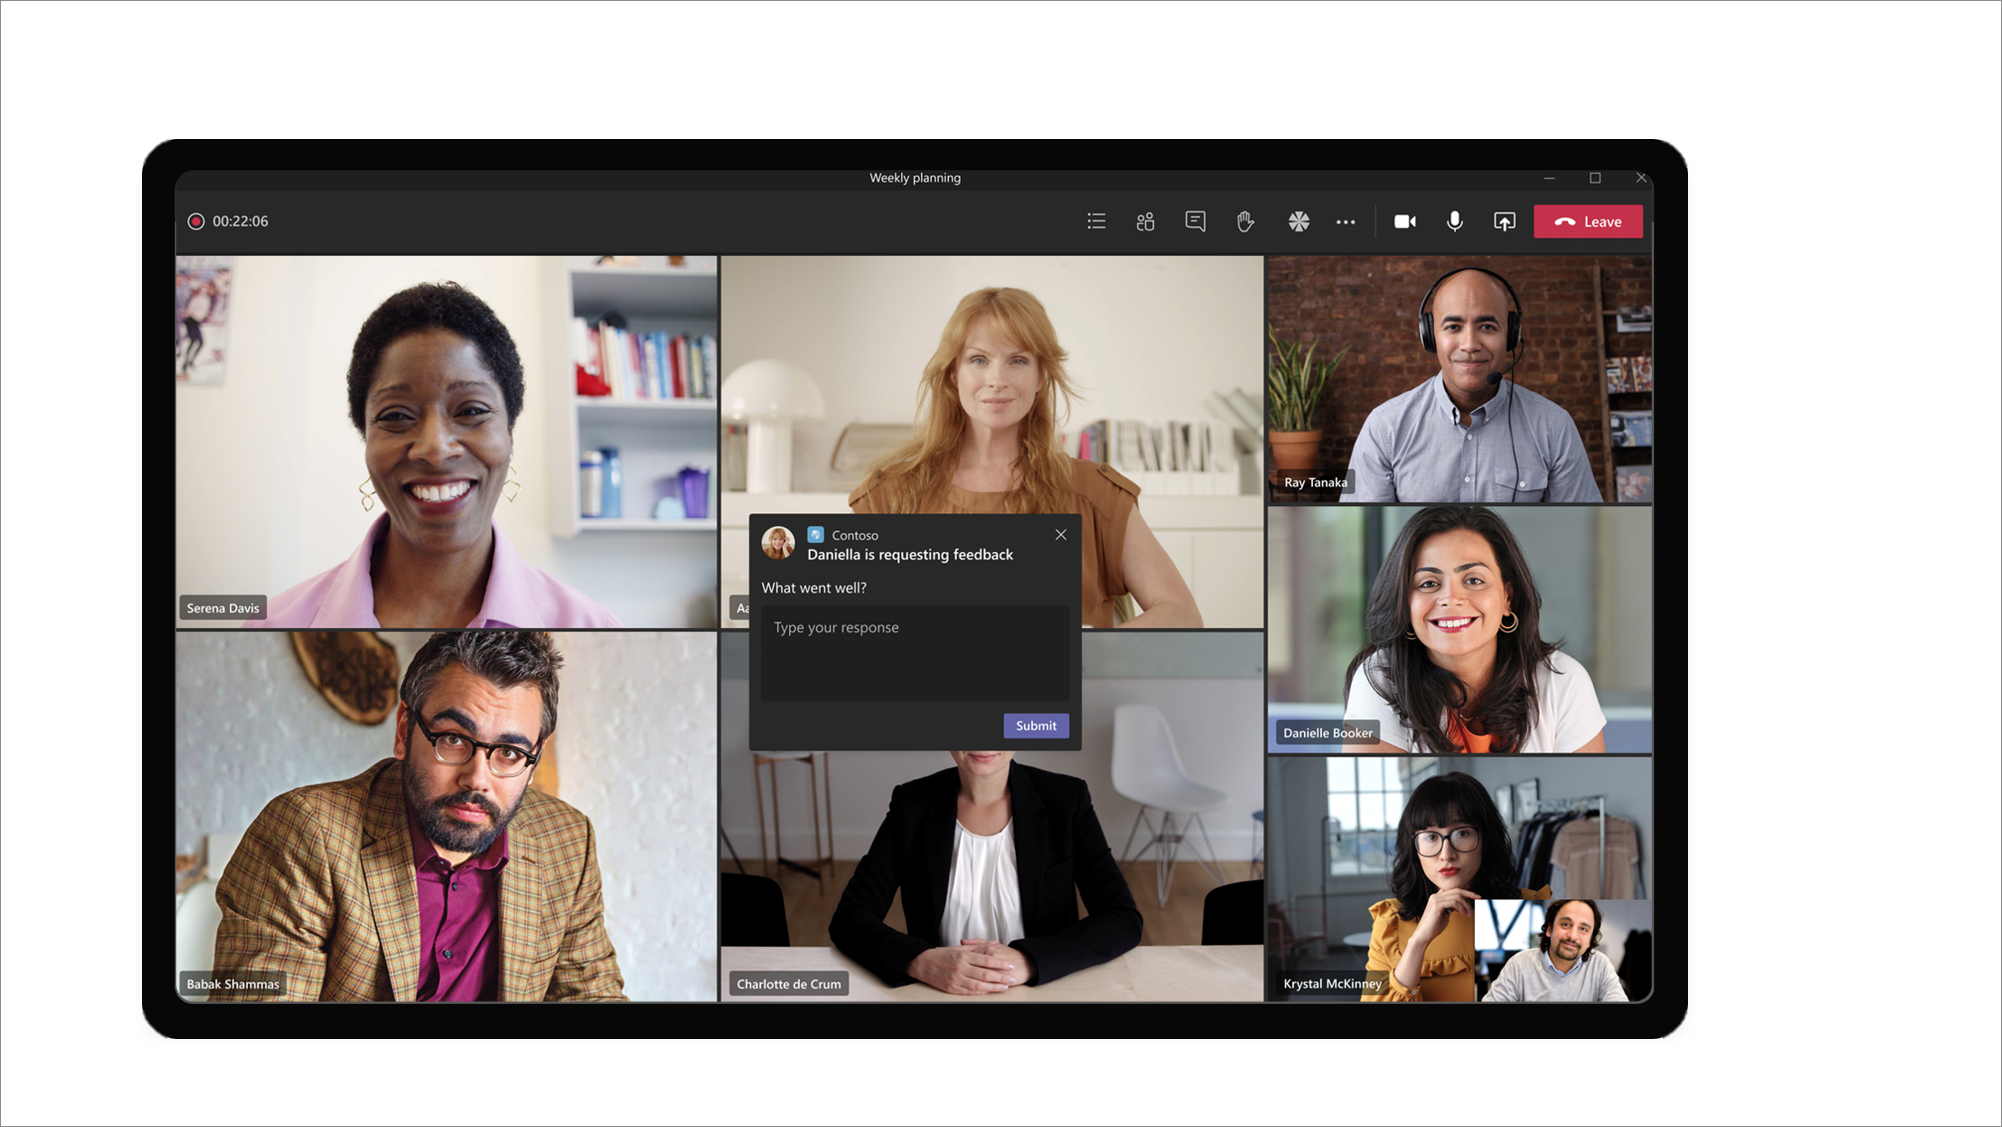 Weekly planning
00:22:06
Leave
Ray Tanaka
Contoso
Daniella is requesting feedback
What went well?
Serena Davis
Aa
Type your response
Submit
Danielle Booker
Babak Shammas
Charlotte de Crum
Krystal McKinney